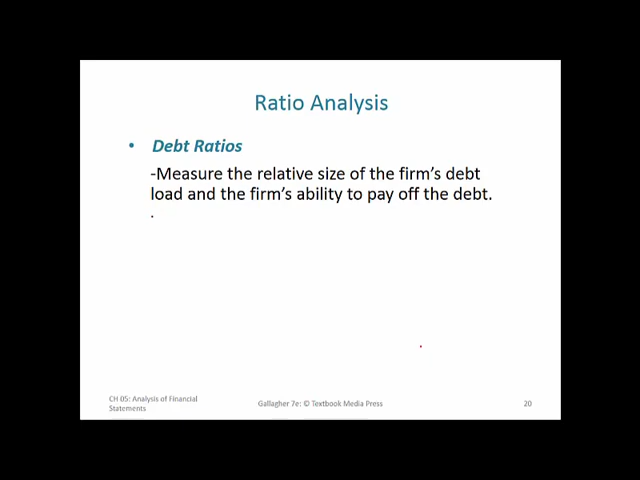 Ratio Analysis
• Debt Ratios
-Measure the relative size of the firm's debt
load and the firm's ability to pay off the debt.
.
CH 05: Analysis of Financial
Statements
Gallagher 7e: © Textbook Media Press
20